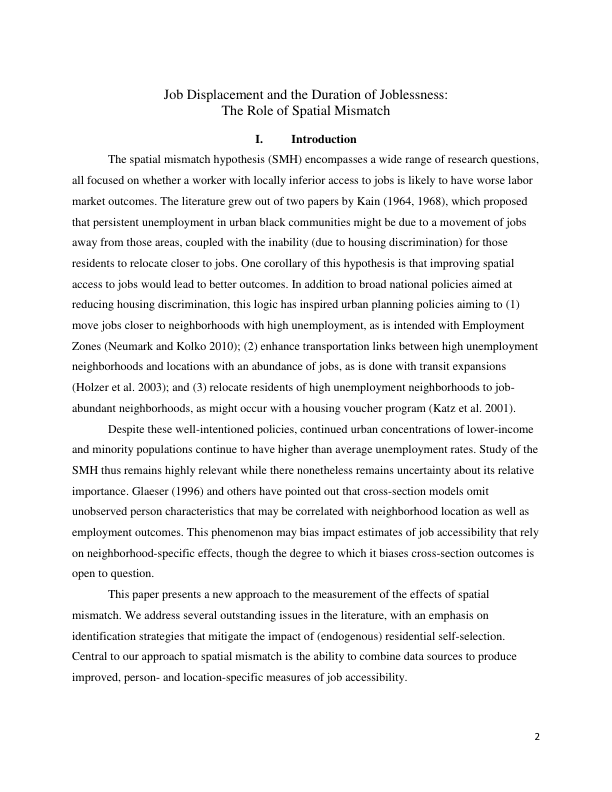 Job Displacement and the Duration of Joblessness:
The Role of Spatial Mismatch
I. Introduction
The spatial mismatch hypothesis (SMH) encompasses a wide range of research questions,
all focused on whether a worker with locally inferior access to jobs is likely to have worse labor
market outcomes. The literature grew out of two papers by Kain (1964, 1968), which proposed
that persistent unemployment in urban black communities might be due to a movement of jobs
away from those areas, coupled with the inability (due to housing discrimination) for those
residents to relocate closer to jobs. One corollary of this hypothesis is that improving spatial
access to jobs would lead to better outcomes. In addition to broad national policies aimed at
reducing housing discrimination, this logic has inspired urban planning policies aiming to (1)
move jobs closer to neighborhoods with high unemployment, as is intended with Employment
Zones (Neumark and Kolko 2010); (2) enhance transportation links between high unemployment
neighborhoods and locations with an abundance of jobs, as is done with transit expansions
(Holzer et al. 2003); and (3) relocate residents of high unemployment neighborhoods to job-
abundant neighborhoods, as might occur with a housing voucher program (Katz et al. 2001).
Despite these well-intentioned policies, continued urban concentrations of lower-income
and minority populations continue to have higher than average unemployment rates. Study of the
SMH thus remains highly relevant while there nonetheless remains uncertainty about its relative
importance. Glaeser (1996) and others have pointed out that cross-section models omit
unobserved person characteristics that may be correlated with neighborhood location as well as
employment outcomes. This phenomenon may bias impact estimates of job accessibility that rely
on neighborhood-specific effects, though the degree to which it biases cross-section outcomes is
open to question.
This paper presents a new approach to the measurement of the effects of spatial
mismatch. We address several outstanding issues in the literature, with an emphasis on
identification strategies that mitigate the impact of (endogenous) residential self-selection.
Central to our approach to spatial mismatch is the ability to combine data sources to produce
improved, person- and location-specific measures of job accessibility.
2